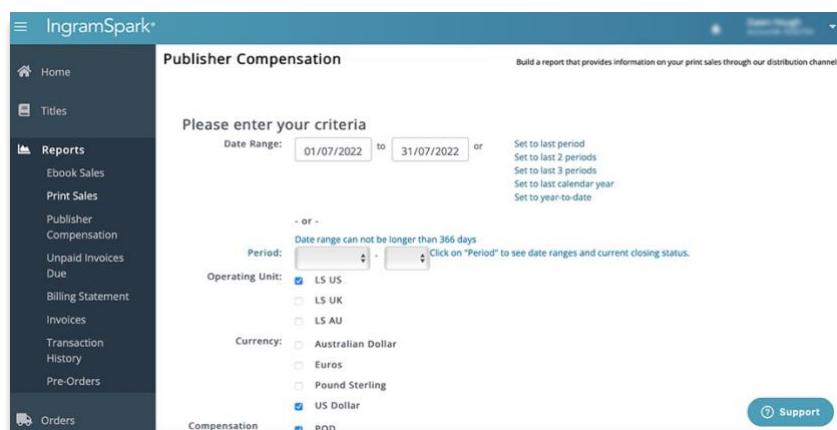 IngramSpark®
Home
Titles
Reports
Ebook Sales
Print Sales
Publisher
Compensation
Unpaid Invoices
Due
Billing Statement
Invoices
Transaction
History
Pre-Orders
Orders
Publisher Compensation
Build a report that provides information on your print sales through our distribution channel
Please enter your criteria
Date Range: 01/07/2022 to 31/07/2022 or
Set to last period
Set to last 2 periods
Set to last 3 periods
Set to last calendar year
Set to year-to-date
- or -
Date range can not be longer than 366 days
Period: - Click on "Period" to see date ranges and current closing status.
Operating Unit: LS US
LS UK
LS AU
Currency: Australian Dollar
Euros
Pound Sterling
US Dollar
Compensation
POD
Support